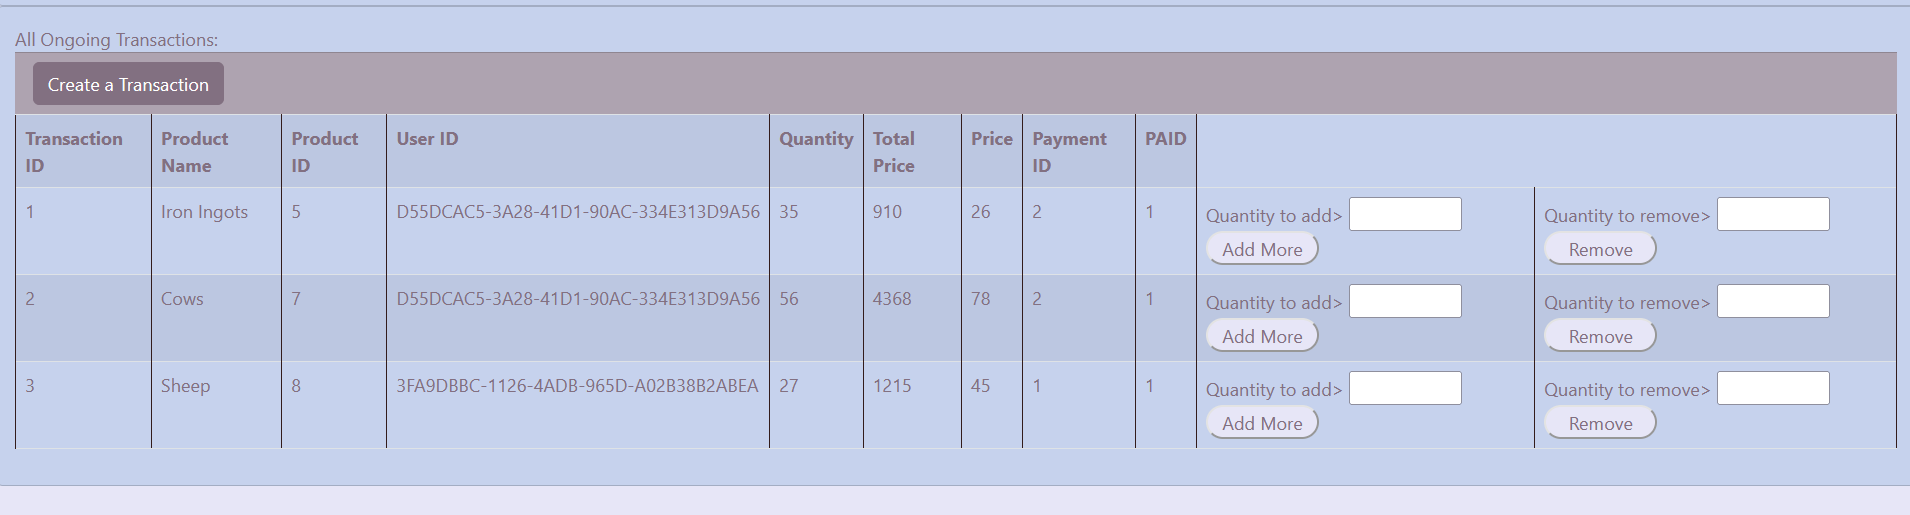 All Ongoing Transactions:
Create a Transaction
Transaction ID Product Name Product ID User ID Quantity Total Price Price Payment ID PAID
1 Iron Ingots 5 D55DCAC5-3A28-41D1-90AC-334E313D9A56 35 910 26 2 1 Quantity to add> Quantity to remove>
Add More Remove
2 Cows 7 D55DCAC5-3A28-41D1-90AC-334E313D9A56 56 4368 78 2 1 Quantity to add> Quantity to remove>
Add More Remove
3 Sheep 8 3FA9DBBC-1126-4ADB-965D-A02B38B2ABEA 27 1215 45 1 1 Quantity to add> Quantity to remove>
Add More Remove